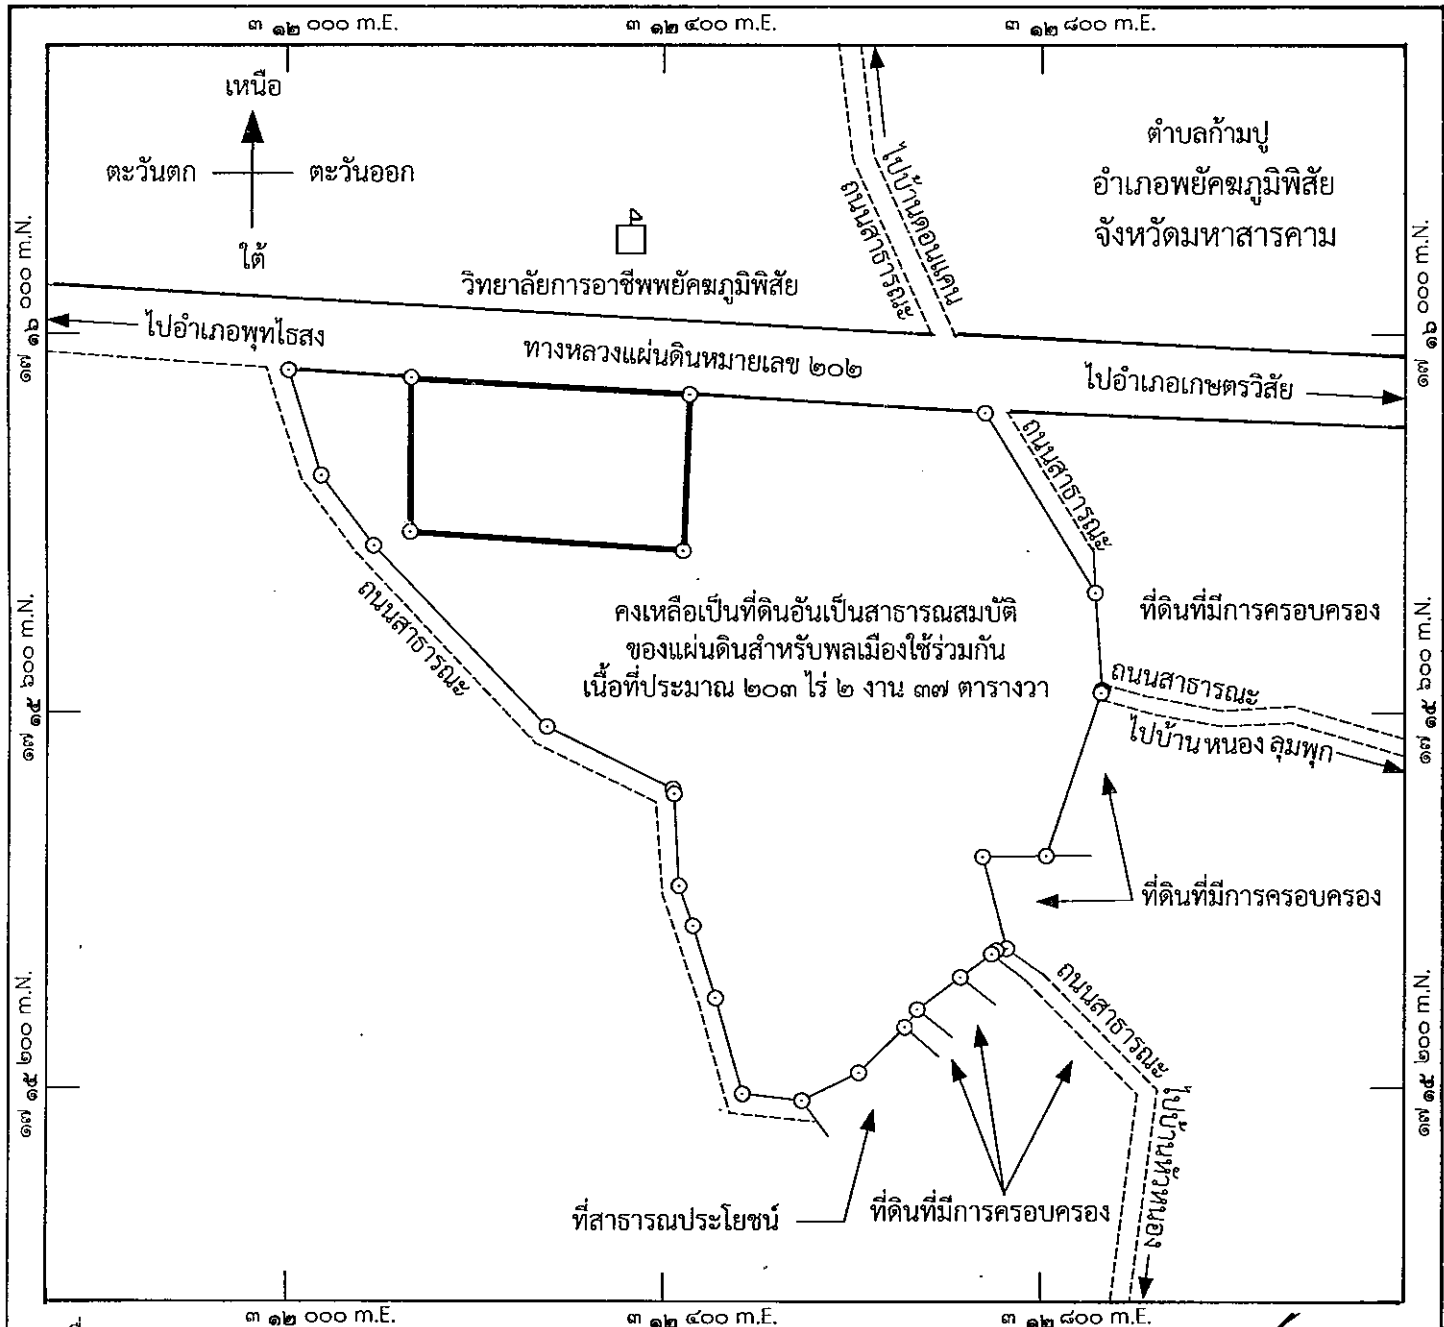 ๓ ๑๒ ๐๐๐ m.E.
๓ ๑๒ ๔๐๐ m.E.
๓ ๑๒ ๘๐๐ m.E.
เหนือ
ตะวันตก
ตะวันออก
ใต้
ตำบลก้ามปู
อำเภอพยัคฆภูมิพิสัย
จังหวัดมหาสารคาม
ไปบ้านดอนแคน
ถนนสาธารณะ
วิทยาลัยการอาชีพพยัคฆภูมิพิสัย
๑๗ ๑๖ ๐๐๐ m.N.
๑๗ ๑๖ ๐๐๐ m.N.
ไปอำเภอพุทไธสง
ทางหลวงแผ่นดินหมายเลข ๒๐๒
ไปอำเภอเกษตรวิสัย
ถนนสาธารณะ
ถนนสาธารณะ
คงเหลือเป็นที่ดินอันเป็นสาธารณสมบัติ
ของแผ่นดินสำหรับพลเมืองใช้ร่วมกัน
เนื้อที่ประมาณ ๒๐๓ ไร่ ๒ งาน ๓๗ ตารางวา
ที่ดินที่มีการครอบครอง
๑๗ ๑๕ ๖๐๐ m.N.
๑๗ ๑๕ ๖๐๐ m.N.
ถนนสาธารณะ
ไปบ้านหนองลุมพุก
ที่ดินที่มีการครอบครอง
ถนนสาธารณะ
๑๗ ๑๕ ๒๐๐ m.N.
๑๗ ๑๕ ๒๐๐ m.N.
ไปบ้านหัวหนอง
ที่สาธารณประโยชน์
ที่ดินที่มีการครอบครอง
๓ ๑๒ ๐๐๐ m.E.
๓ ๑๒ ๔๐๐ m.E.
๓ ๑๒ ๘๐๐ m.E.